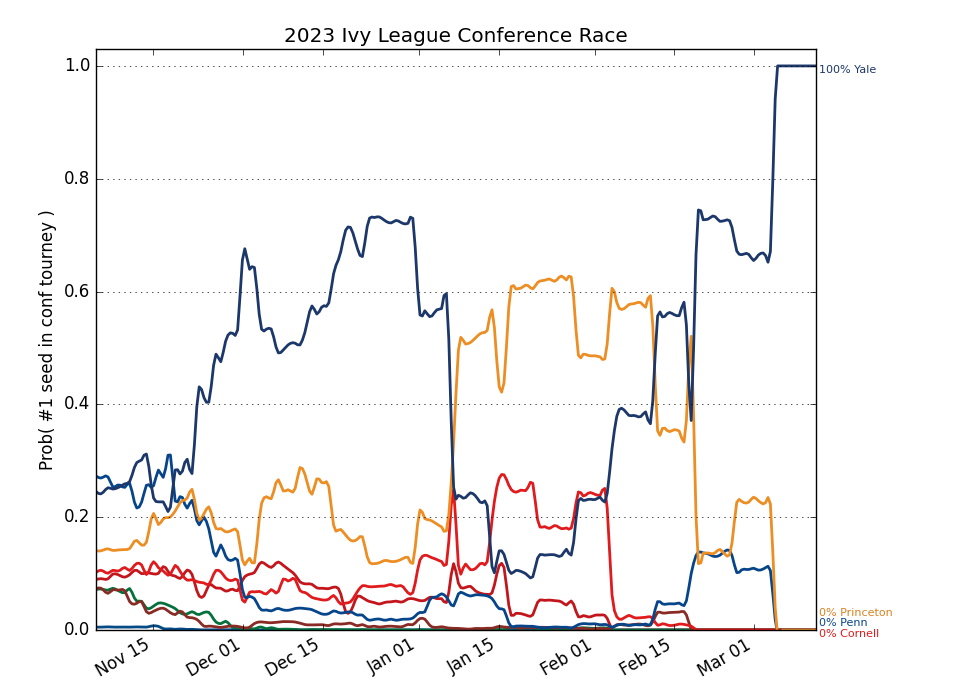 2023 Ivy League Conference Race
Prob( #1 seed in conf tourney )
1.0
0.8
0.6
0.4
0.2
0.0
Nov 15
Dec 01
Dec 15
Jan 01
Jan 15
Feb 01
Feb 15
Mar 01
100% Yale
0% Princeton
0% Penn
0% Cornell